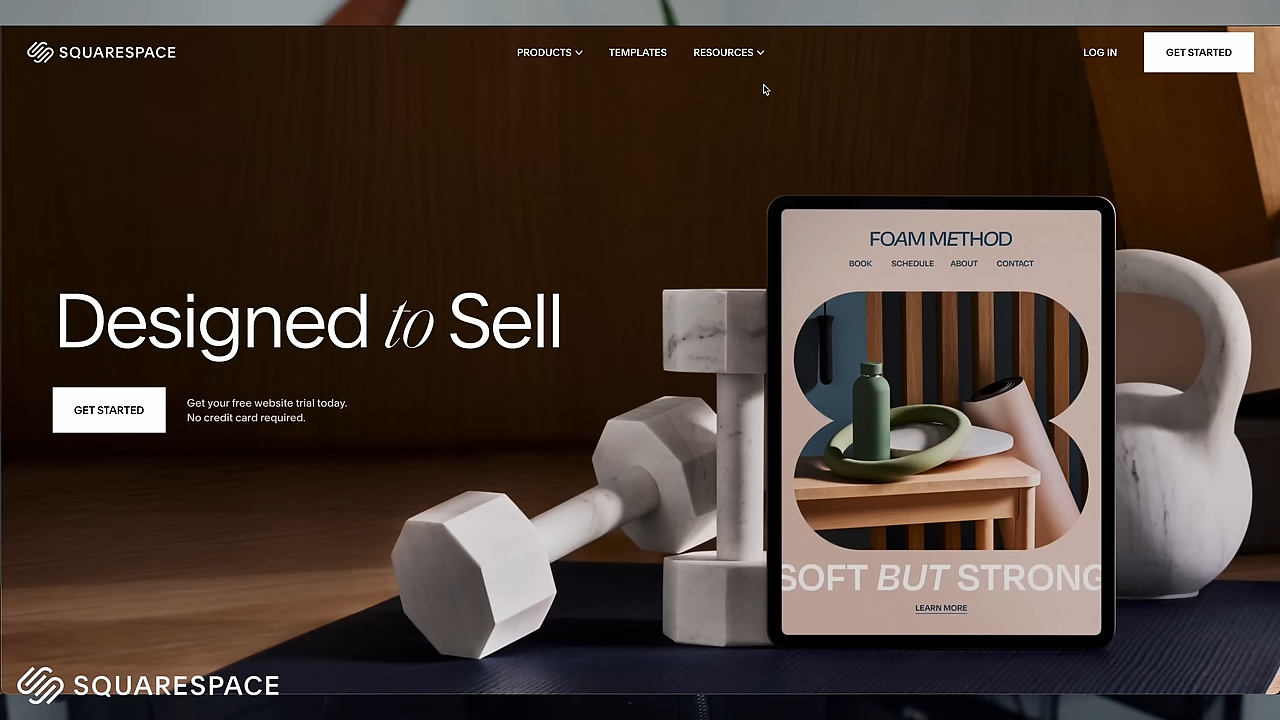 SQUARESPACE
PRODUCTS
TEMPLATES
RESOURCES
LOG IN
GET STARTED
FOAM METHOD
BOOK SCHEDULE ABOUT CONTACT
Designed to Sell
GET STARTED
Get your free website trial today.
No credit card required.
SOFT BUT STRONG
LEARN MORE
SQUARESPACE